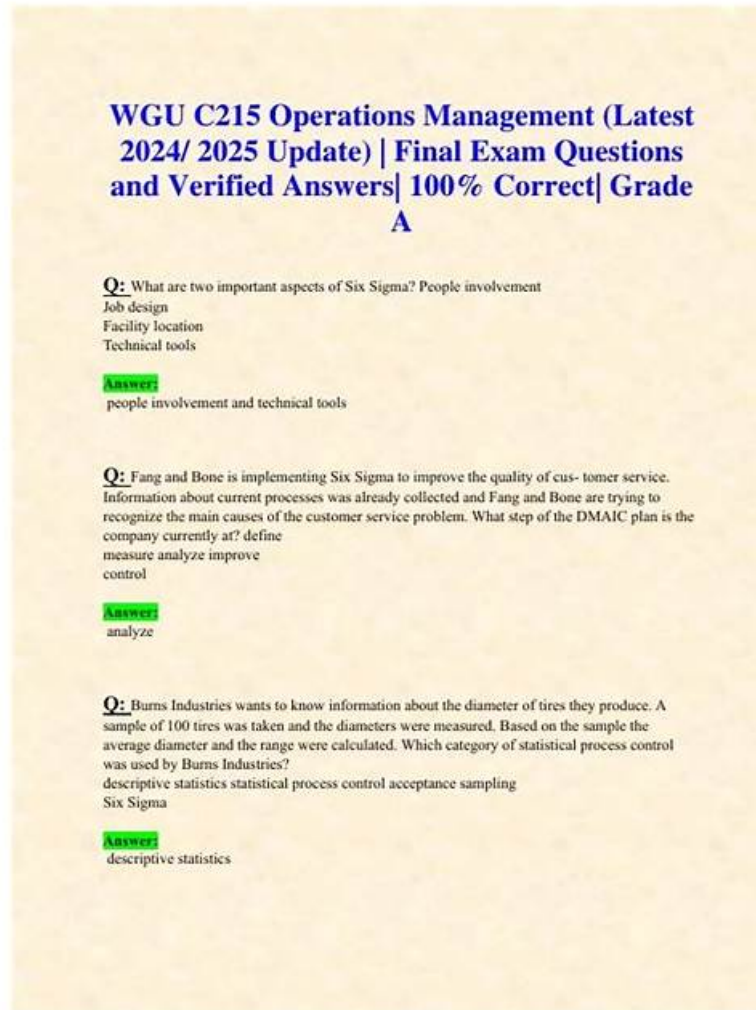 WGU C215 Operations Management (Latest
2024/ 2025 Update) | Final Exam Questions
and Verified Answers| 100% Correct| Grade
A
Q: What are two important aspects of Six Sigma? People involvement
Job design
Facility location
Technical tools
Answer:
people involvement and technical tools
Q: Fang and Bone is implementing Six Sigma to improve the quality of cus- tomer service.
Information about current processes was already collected and Fang and Bone are trying to
recognize the main causes of the customer service problem. What step of the DMAIC plan is the
company currently at? define
measure analyze improve
control
Answer:
analyze
Q: Burns Industries wants to know information about the diameter of tires they produce. A
sample of 100 tires was taken and the diameters were measured. Based on the sample the
average diameter and the range were calculated. Which category of statistical process control
was used by Burns Industries?
descriptive statistics statistical process control acceptance sampling
Six Sigma
Answer:
descriptive statistics